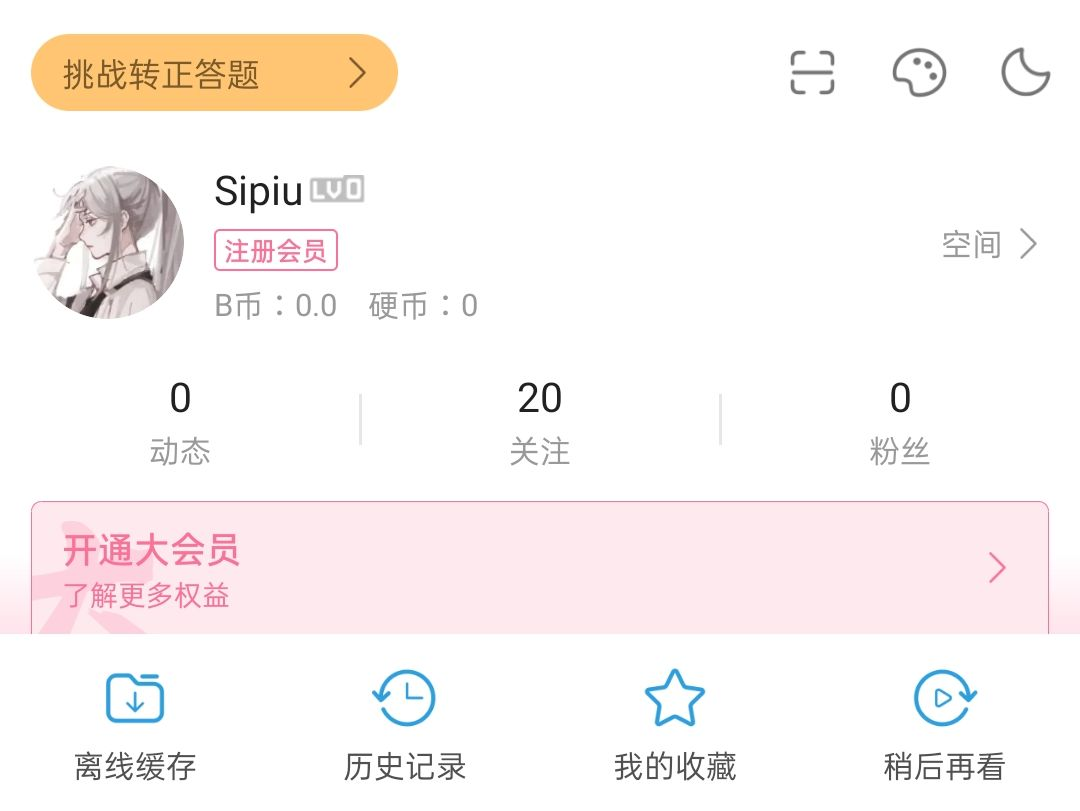 挑战转正答题
Sipiu LV0
注册会员
空间
B币：0.0 硬币：0
0 20 0
动态 关注 粉丝
开通大会员
了解更多权益
离线缓存 历史记录 我的收藏 稍后再看